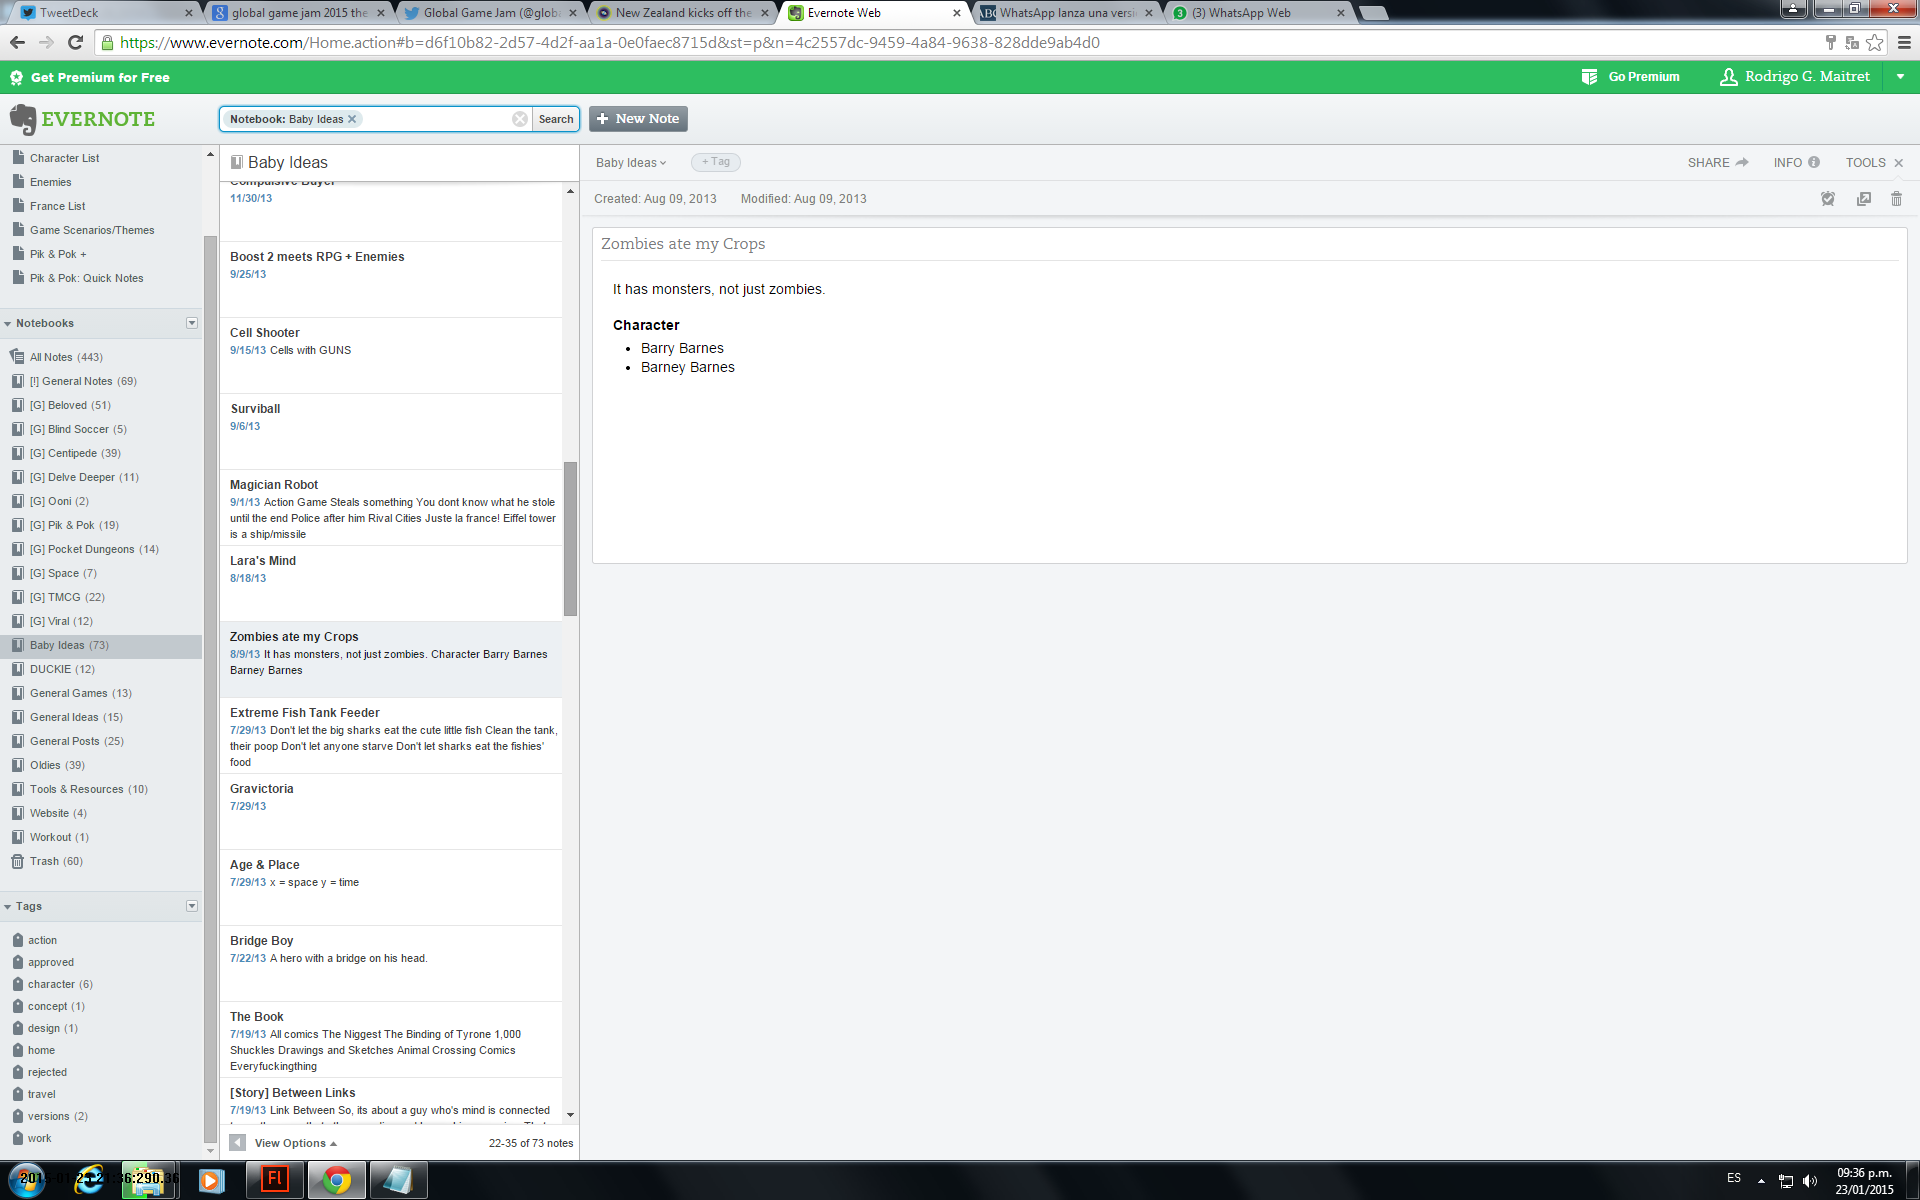 TweetDeck
global game jam 2015 the
Global Game Jam (@globa
New Zealand kicks off the
Evernote Web
WhatsApp lanza una versi
(3) WhatsApp Web
https://www.evernote.com/Home.action#b=d6f10b82-2d57-4d2f-aa1a-0e0faec8715d&st=p&n=4c2557dc-9459-4a84-9638-828dde9ab4d0
Get Premium for Free
Go Premium
Rodrigo G. Maitret
EVERNOTE
Notebook: Baby Ideas
Search
+ New Note
Character List
Enemies
France List
Game Scenarios/Themes
Pik & Pok +
Pik & Pok: Quick Notes
Notebooks
All Notes (443)
[!] General Notes (69)
[G] Beloved (51)
[G] Blind Soccer (5)
[G] Centipede (39)
[G] Delve Deeper (11)
[G] Ooni (2)
[G] Pik & Pok (19)
[G] Pocket Dungeons (14)
[G] Space (7)
[G] TMCG (22)
[G] Viral (12)
Baby Ideas (73)
DUCKIE (12)
General Games (13)
General Ideas (15)
General Posts (25)
Oldies (39)
Tools & Resources (10)
Website (4)
Workout (1)
Trash (60)
Tags
action
approved
character (6)
concept (1)
design (1)
home
rejected
travel
versions (2)
work
Baby Ideas
Compulsive Buyer
11/30/13
Boost 2 meets RPG + Enemies
9/25/13
Cell Shooter
9/15/13 Cells with GUNS
Surviball
9/6/13
Magician Robot
9/1/13 Action Game Steals something You dont know what he stole
until the end Police after him Rival Cities Juste la france! Eiffel tower
is a ship/missile
Lara's Mind
8/18/13
Zombies ate my Crops
8/9/13 It has monsters, not just zombies. Character Barry Barnes
Barney Barnes
Extreme Fish Tank Feeder
7/29/13 Don't let the big sharks eat the cute little fish Clean the tank,
their poop Don't let anyone starve Don't let sharks eat the fishies'
food
Gravictoria
7/29/13
Age & Place
7/29/13 x = space y = time
Bridge Boy
7/22/13 A hero with a bridge on his head.
The Book
7/19/13 All comics The Niggest The Binding of Tyrone 1,000
Shuckles Drawings and Sketches Animal Crossing Comics
Everyfuckingthing
[Story] Between Links
7/19/13 Link Between So, its about a guy who's mind is connected
View Options
22-35 of 73 notes
Baby Ideas
+ Tag
SHARE
INFO
TOOLS
Created: Aug 09, 2013
Modified: Aug 09, 2013
Zombies ate my Crops
It has monsters, not just zombies.
Character
• Barry Barnes
• Barney Barnes
Fl
ES
09:36 p.m.
23/01/2015